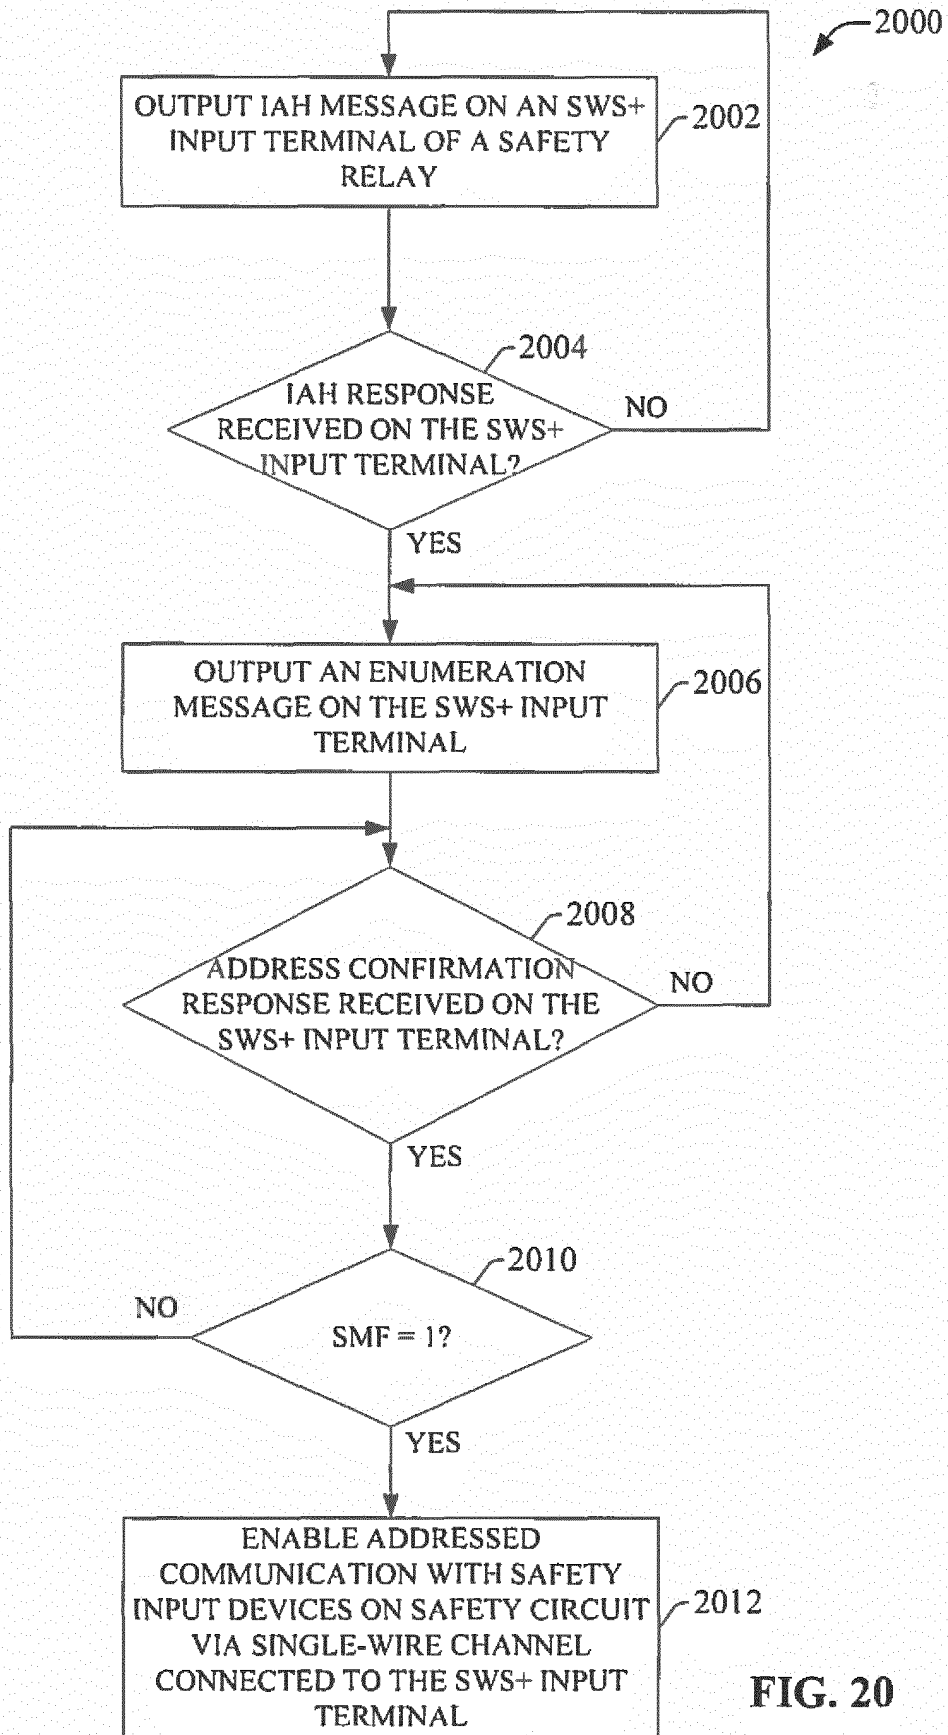 2000
OUTPUT IAH MESSAGE ON AN SWS+
INPUT TERMINAL OF A SAFETY
RELAY
2002
2004
IAH RESPONSE
RECEIVED ON THE SWS+
INPUT TERMINAL?
NO
YES
OUTPUT AN ENUMERATION
MESSAGE ON THE SWS+ INPUT
TERMINAL
2006
2008
ADDRESS CONFIRMATION
RESPONSE RECEIVED ON THE
SWS+ INPUT TERMINAL?
NO
YES
2010
NO
SMF = 1?
YES
ENABLE ADDRESSED
COMMUNICATION WITH SAFETY
INPUT DEVICES ON SAFETY CIRCUIT
VIA SINGLE-WIRE CHANNEL
CONNECTED TO THE SWS+ INPUT
TERMINAL
2012
FIG. 20